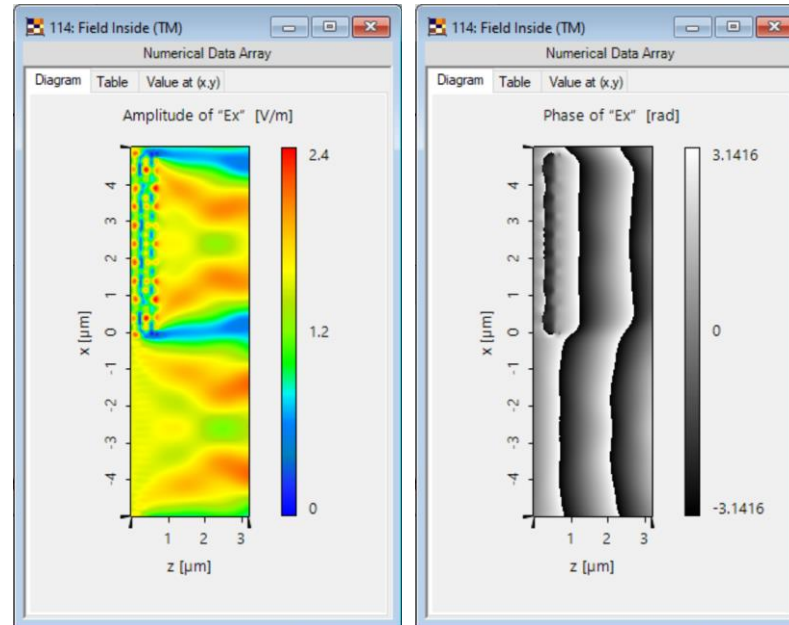 114: Field Inside (TM)
Numerical Data Array
Diagram Table Value at (x,y)
Amplitude of "Ex" [V/m]
2.4
1.2
0
4
3
2
1
0
-1
-2
-3
-4
x [µm]
1 2 3
z [µm]
114: Field Inside (TM)
Numerical Data Array
Diagram Table Value at (x,y)
Phase of "Ex" [rad]
3.1416
0
-3.1416
4
3
2
1
0
-1
-2
-3
-4
x [µm]
1 2 3
z [µm]